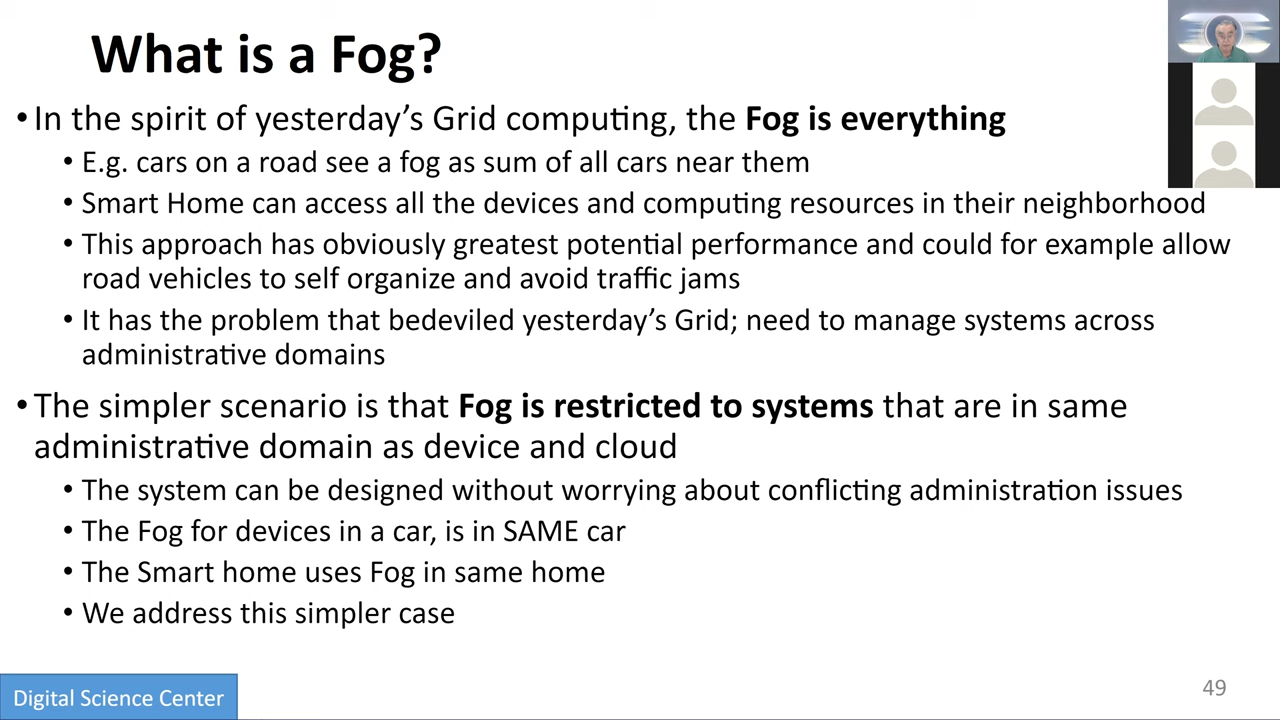 What is a Fog?
• In the spirit of yesterday’s Grid computing, the Fog is everything
• E.g. cars on a road see a fog as sum of all cars near them
• Smart Home can access all the devices and computing resources in their neighborhood
• This approach has obviously greatest potential performance and could for example allow
road vehicles to self organize and avoid traffic jams
• It has the problem that bedeviled yesterday’s Grid; need to manage systems across
administrative domains
• The simpler scenario is that Fog is restricted to systems that are in same
administrative domain as device and cloud
• The system can be designed without worrying about conflicting administration issues
• The Fog for devices in a car, is in SAME car
• The Smart home uses Fog in same home
• We address this simpler case
Digital Science Center
49